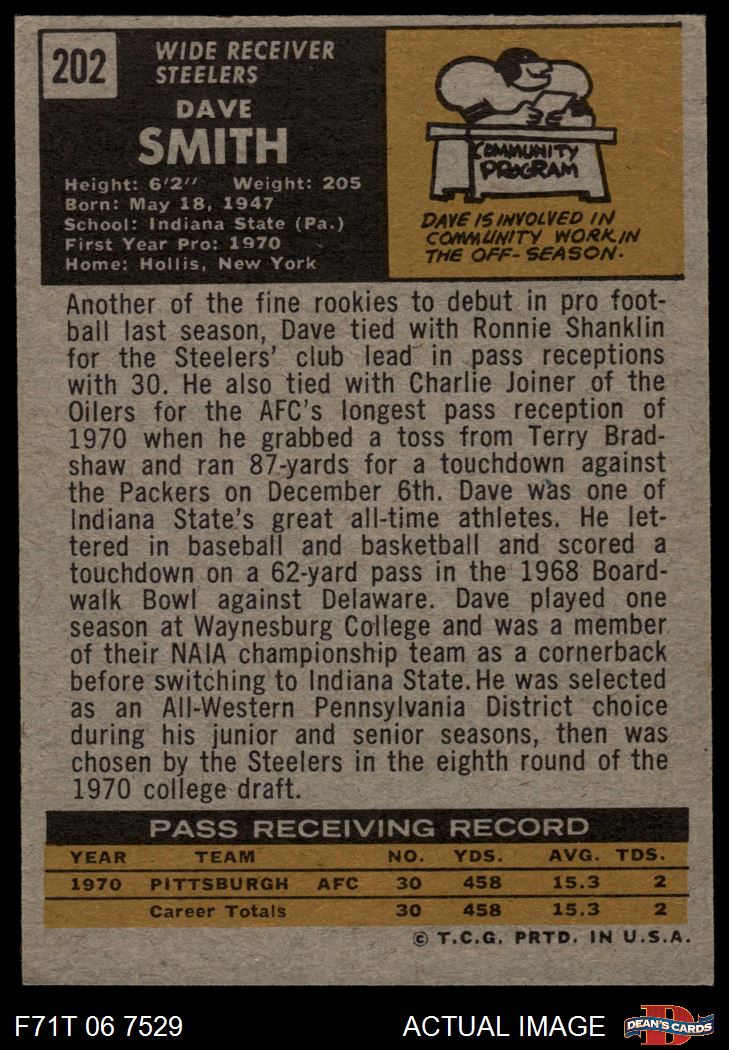 202
WIDE RECEIVER
STEELERS
DAVE
SMITH
Height: 6'2" Weight: 205
Born: May 18, 1947
School: Indiana State (Pa.)
First Year Pro: 1970
Home: Hollis, New York
COMMUNITY
PROGRAM
DAVE IS INVOLVED IN
COMMUNITY WORK IN
THE OFF-SEASON.
Another of the fine rookies to debut in pro foot-
ball last season, Dave tied with Ronnie Shanklin
for the Steelers' club lead in pass receptions
with 30. He also tied with Charlie Joiner of the
Oilers for the AFC's longest pass reception of
1970 when he grabbed a toss from Terry Brad-
shaw and ran 87-yards for a touchdown against
the Packers on December 6th. Dave was one of
Indiana State's great all-time athletes. He let-
tered in baseball and basketball and scored a
touchdown on a 62-yard pass in the 1968 Board-
walk Bowl against Delaware. Dave played one
season at Waynesburg College and was a member
of their NAIA championship team as a cornerback
before switching to Indiana State. He was selected
as an All-Western Pennsylvania District choice
during his junior and senior seasons, then was
chosen by the Steelers in the eighth round of the
1970 college draft.
PASS RECEIVING RECORD
YEAR TEAM NO. YDS. AVG. TDS.
1970 PITTSBURGH AFC 30 458 15.3 2
Career Totals 30 458 15.3 2
© T.C.G. PRTD. IN U.S.A.
F71T 06 7529 ACTUAL IMAGE D DEAN'S CARDS